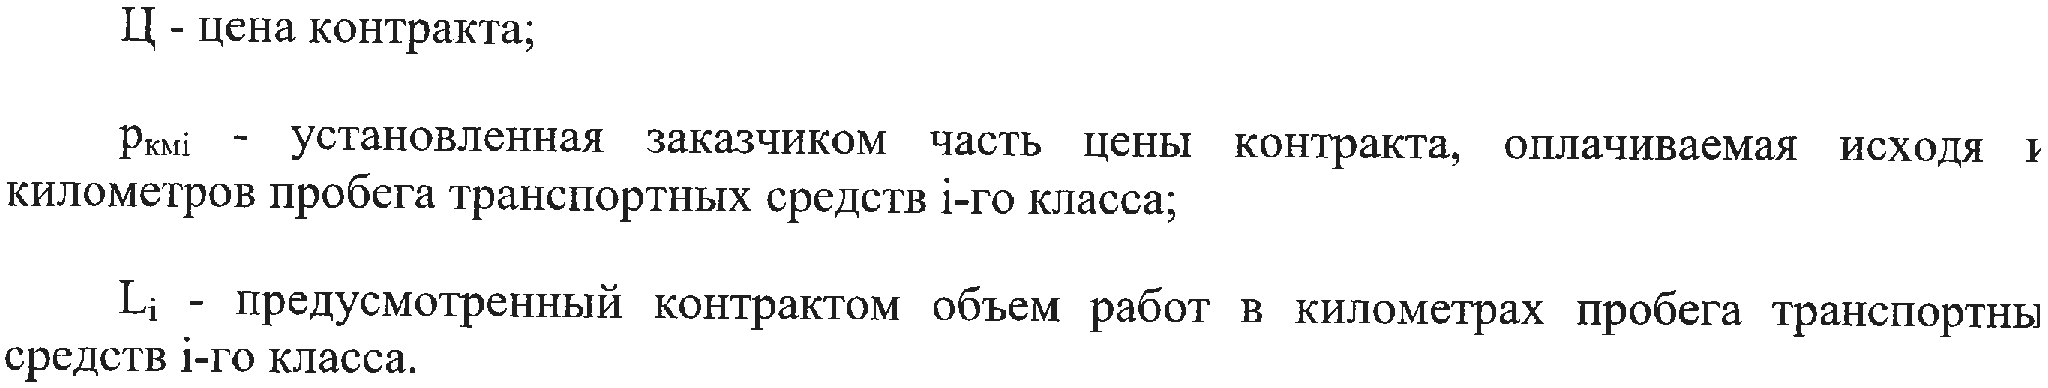 Ц - цена контракта;
pкмi - установленная заказчиком часть цены контракта, оплачиваемая исходя
километров пробега транспортных средств i-го класса;
Li - предусмотренный контрактом объем работ в километрах пробега
средств i-го класса.